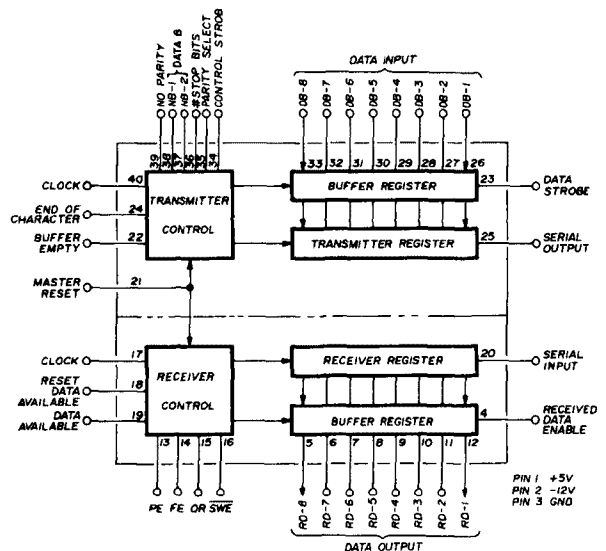 DATA INPUT
NO PARITY
NB-1
NB-2
} DATA B
#STOP BITS
PARITY SELECT
CONTROL STROB
DB-8
DB-7
DB-6
DB-5
DB-4
DB-3
DB-2
DB-1
39
38
37
36
35
34
33 32 31 30 29 28 27 26
CLOCK
40
TRANSMITTER
CONTROL
BUFFER REGISTER
23
DATA
STROBE
END OF
CHARACTER
24
BUFFER
EMPTY
22
TRANSMITTER REGISTER
25
SERIAL
OUTPUT
MASTER
RESET
21
CLOCK
17
RECEIVER
CONTROL
RECEIVER REGISTER
20
SERIAL
INPUT
RESET
DATA
AVAILABLE
18
DATA
AVAILABLE
19
BUFFER REGISTER
4
RECEIVED
DATA
ENABLE
13 14 15 16
5 6 7 8 9 10 11 12
PE FE OR SWE
RD-8
RD-7
RD-6
RD-5
RD-4
RD-3
RD-2
RD-1
DATA OUTPUT
PIN 1 +5V
PIN 2 -12V
PIN 3 GND